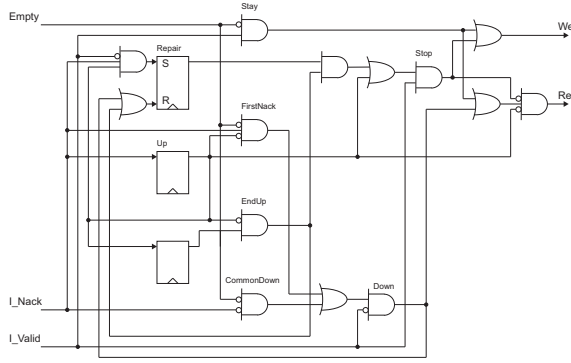 Empty
Stay
We
Repair
S
Stop
R
Re
FirstNack
Up
EndUp
CommonDown
Down
I_Nack
I_Valid